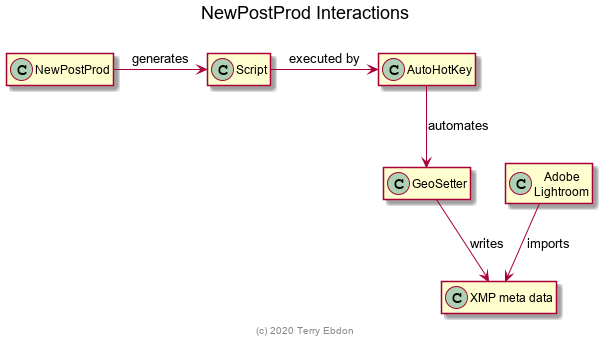 NewPostProd Interactions
generates
executed by
C NewPostProd
C Script
C AutoHotKey
automates
C GeoSetter
C Adobe
Lightroom
writes
imports
C XMP meta data
(c) 2020 Terry Ebdon